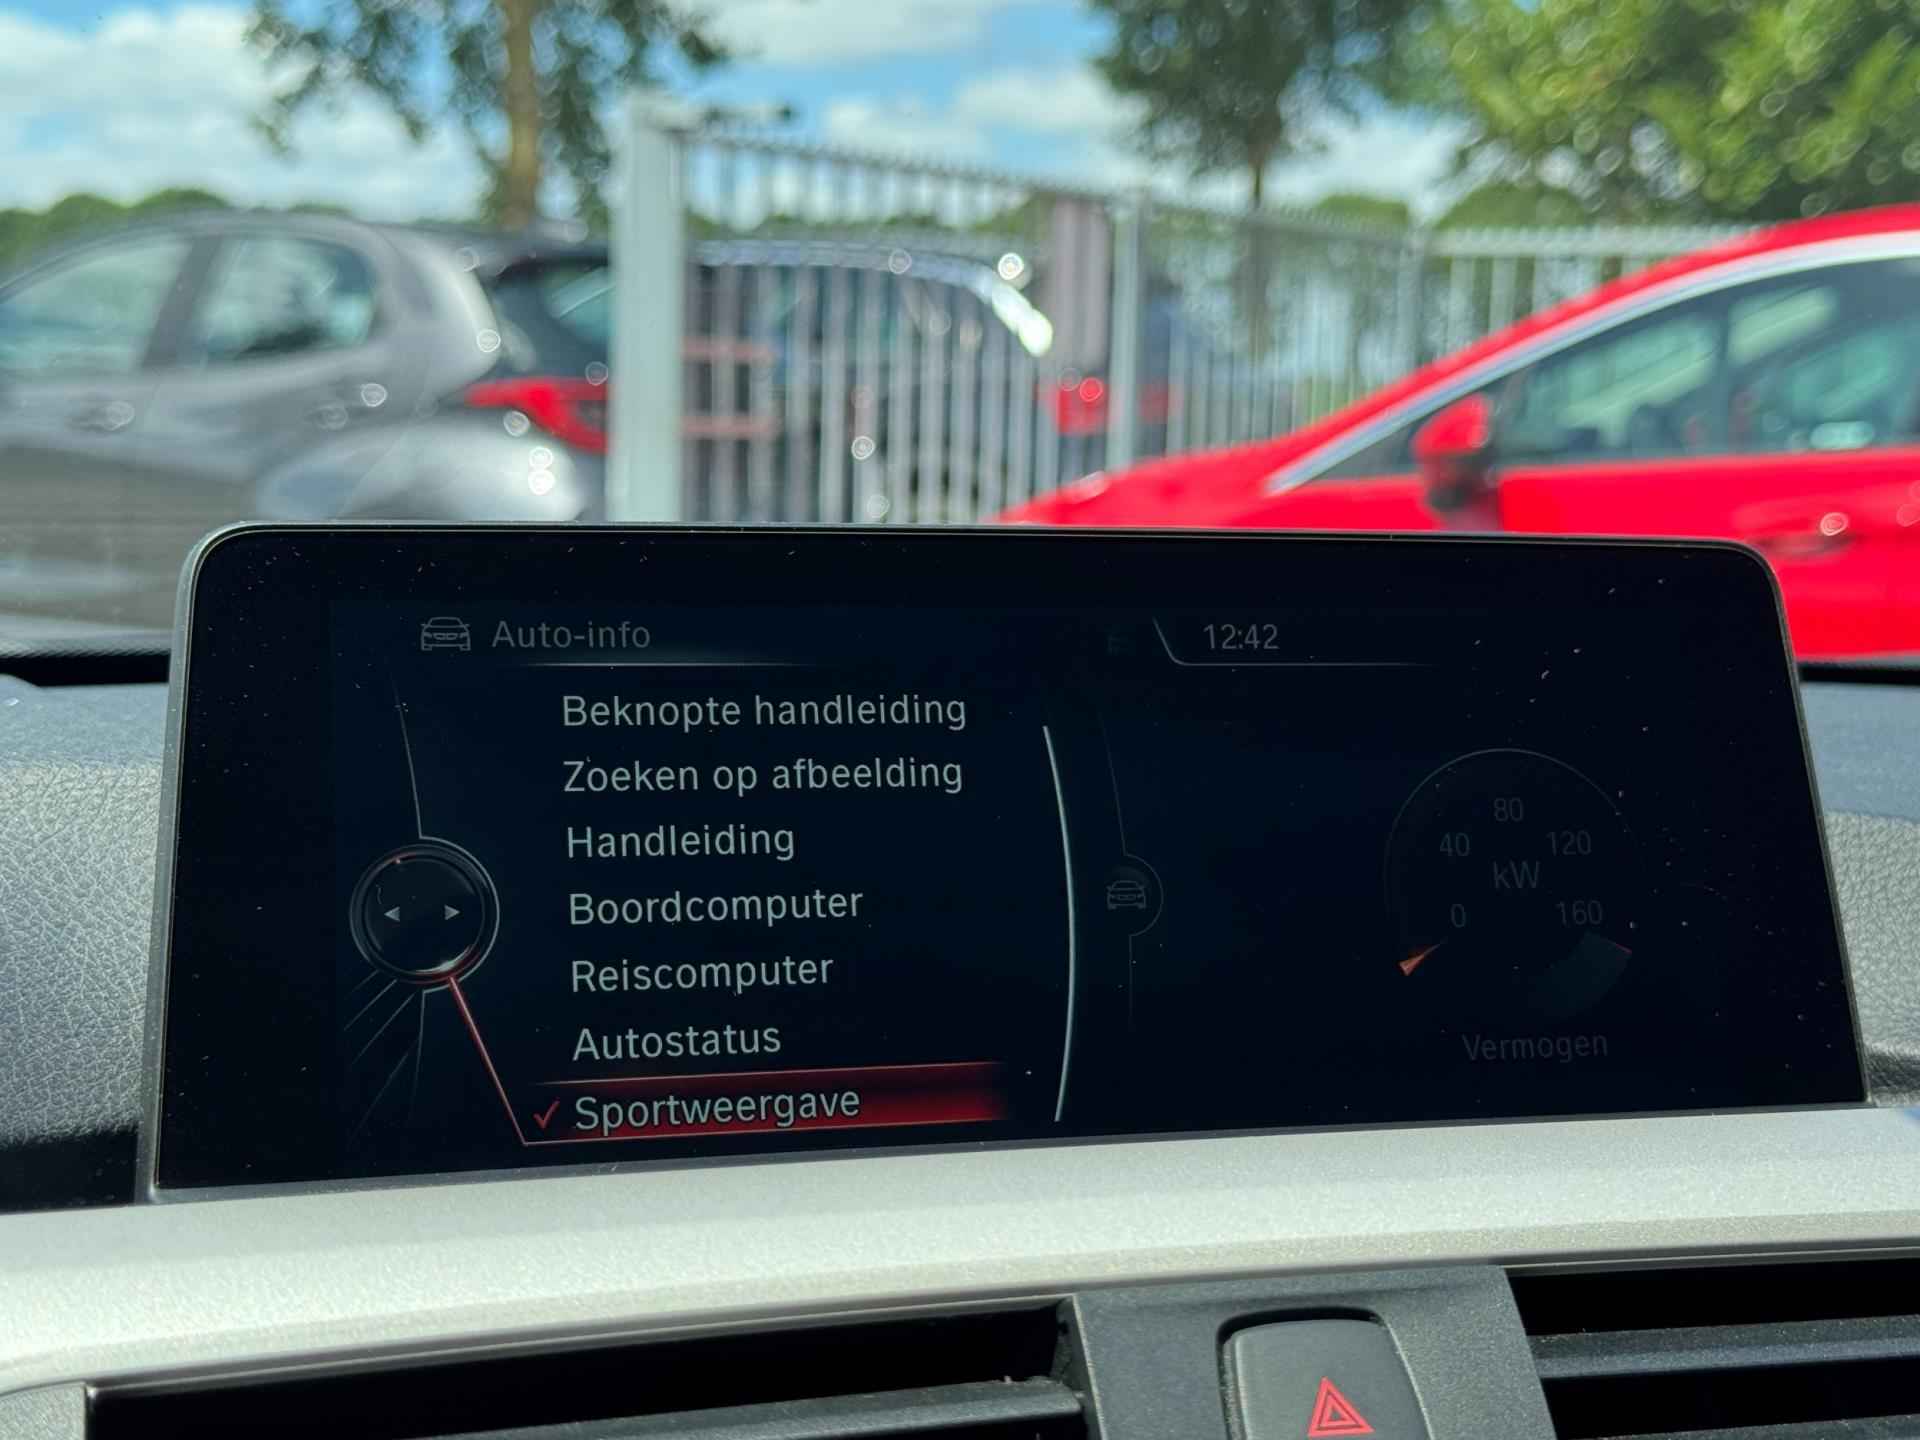 Auto-info
12:42
Beknopte handleiding
Zoeken op afbeelding
Handleiding
Boordcomputer
Reiscomputer
Autostatus
Sportweergave
80
40 120
kW
0 160
Vermogen